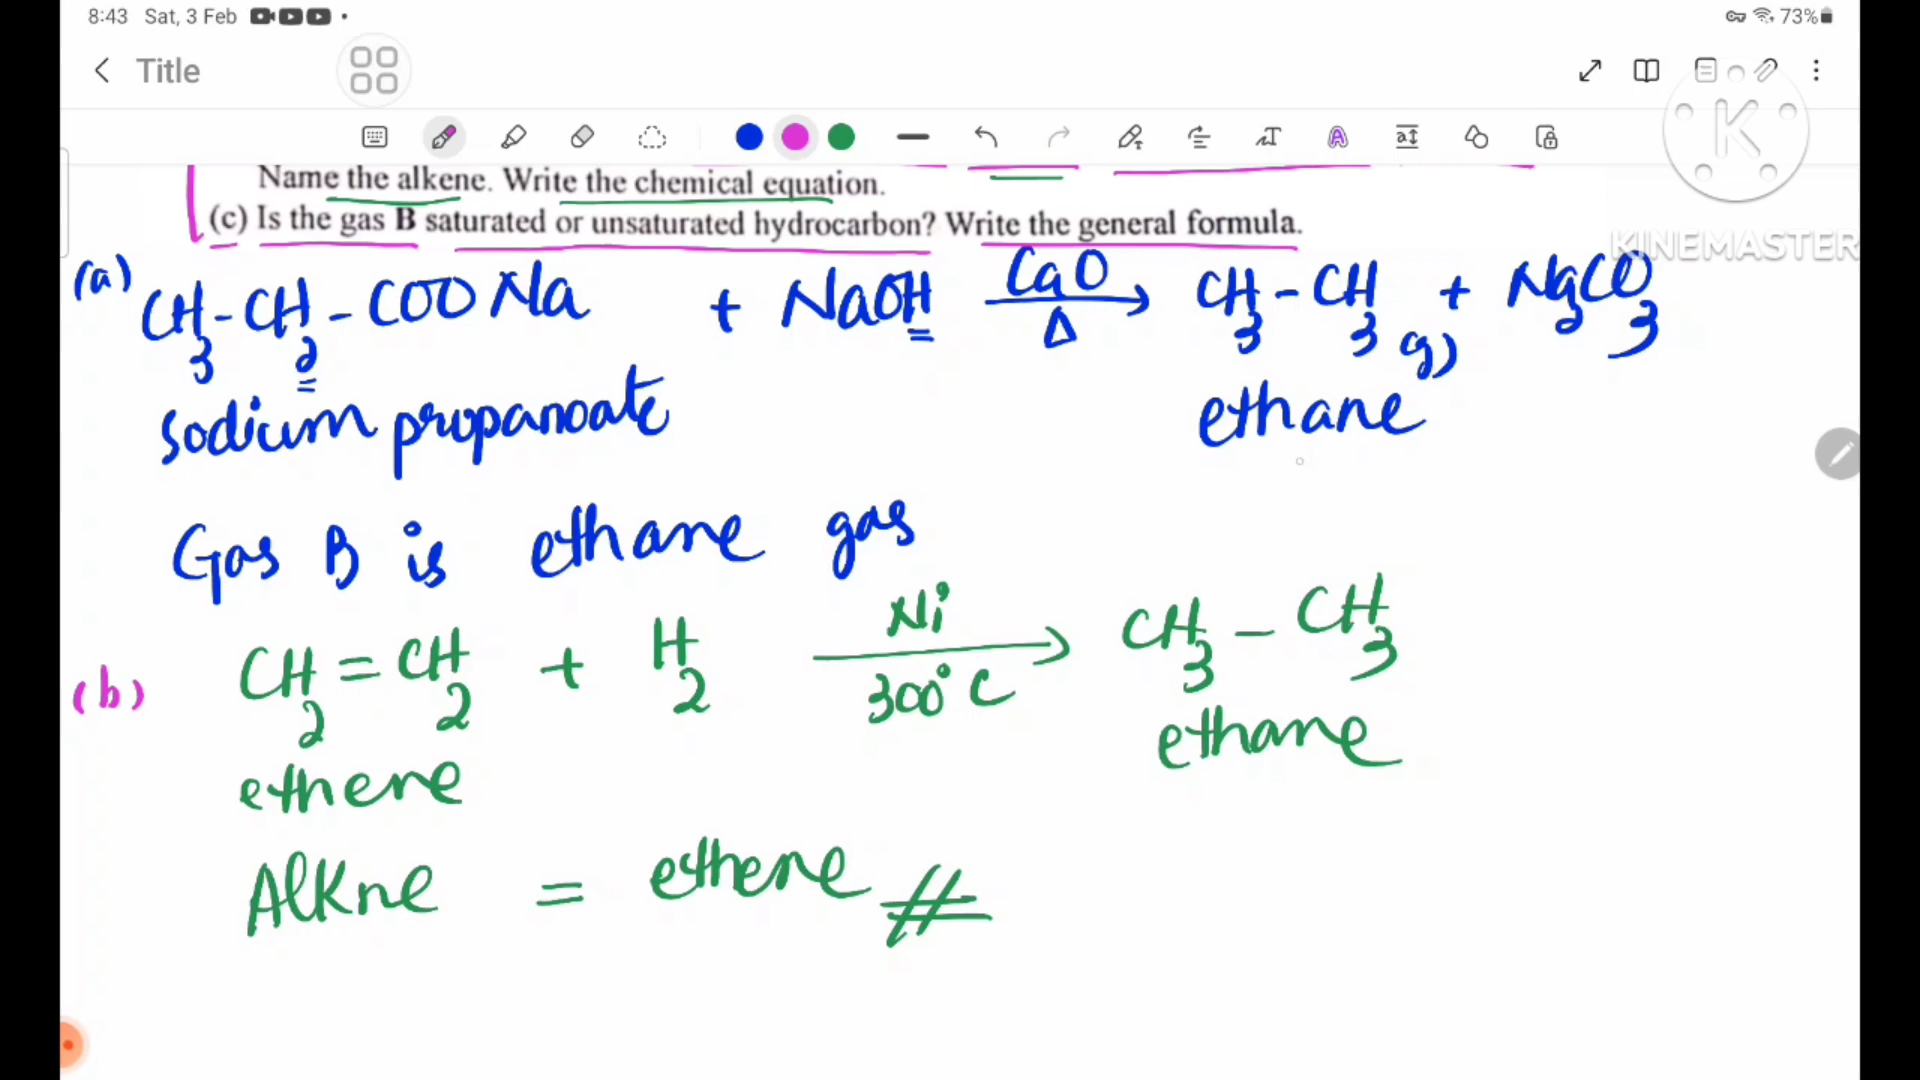 8:43 Sat, 3 Feb 73%
Title
K
KINEMASTER
Name the alkene. Write the chemical equation.
(c) Is the gas B saturated or unsaturated hydrocarbon? Write the general formula.
(a) CH3-CH2-COONa + NaOH CaO Δ → CH3-CH3 g) + Na2CO3
sodium propanoate ethane
Gas B is ethane gas
(b) CH2=CH2 + H2 Ni 300°C → CH3-CH3
ethene ethane
Alkne = ethene